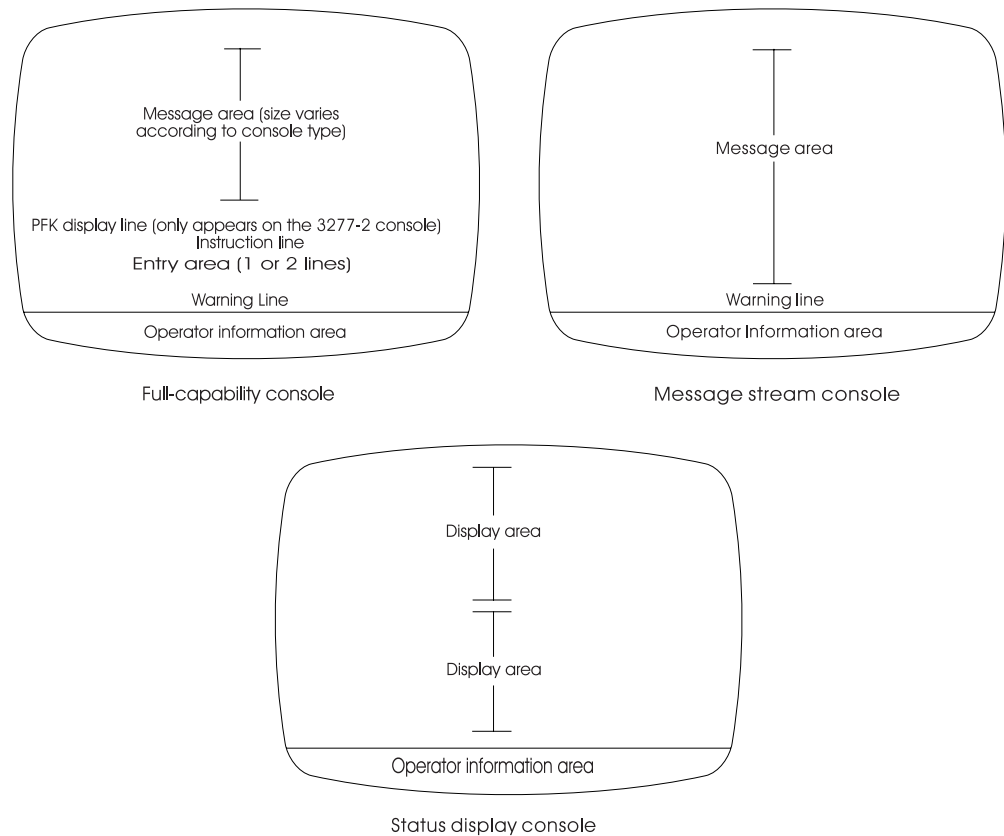 Message area (size varies
according to console type)
PFK display line (only appears on the 3277-2 console)
Instruction line
Entry area (1 or 2 lines)
Warning Line
Operator information area
Full-capability console
Message area
Warning line
Operator Information area
Message stream console
Display area
Display area
Operator information area
Status display console